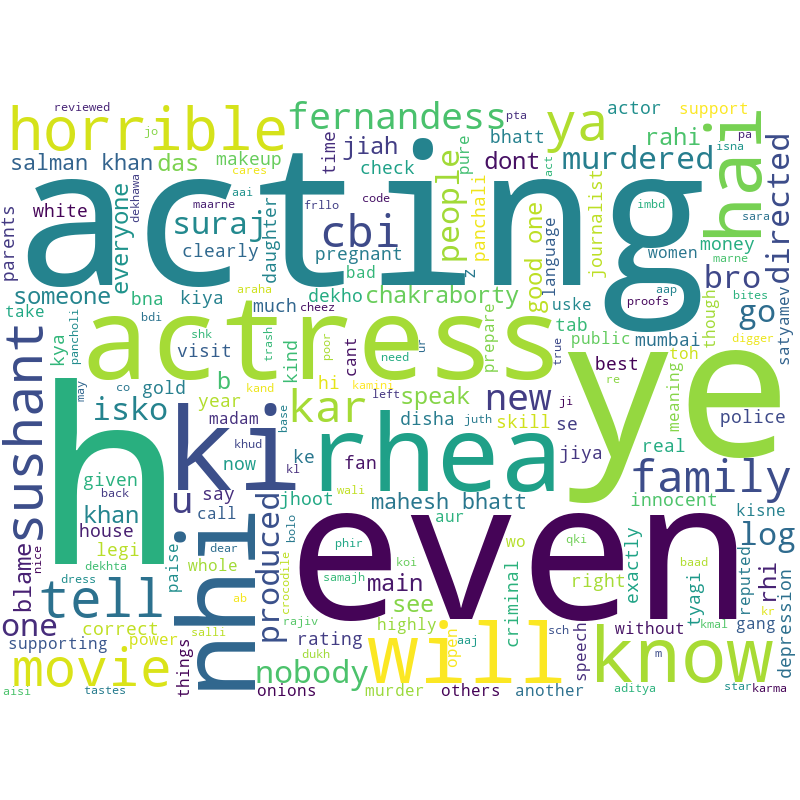 reviewed
jo
horrible
fernandess
ya
actor
support
pta
pa
hai
bhatt
rahi
isna
time
jiah
pure
act
salman khan
das
makeup
check
dont
murdered
cares
aai
dekhawa
parents
everyone
acting
people
panchali
journalist
imbd
directed
white
maarne
frllo
code
sara
suraj
cbi
good one
language
women
money
clearly
daughter
pregnant
bad
z
marne
someone
bna
kiya
araha
much
dekho
chakraborty
uske
aap
bro
proofs
though
satyamev
take
bdi
shk
cheez
actress
prepare
tab
public
go
bites
pancholi
kya
visit
trash
kind
poor
cant
ur
true
mumbai
toh
digger
ye
sushant
h
may
co
gold
kand
hi
kamini
need
b
speak
new
best
re
meaning
isko
ki
year
madam
base
kar
left
disha
juth
skill
ji
se
police
khud
rhea
now
ke
fan
jiya
real
family
given
kl
wali
jhoot
mahesh bhatt
innocent
back
u
say
khan
call
bolo
aur
even
kisne
nhi
produced
phir
wo
qki
log
blame
nice
house
legi
paise
whole
crocodile
samajh
koi
exactly
baad
tyagi
reputed
rhi
dekhta
dear
main
right
kr
tell
dress
ab
see
criminal
gang
depression
one
correct
salli
rajiv
rating
will
highly
open
aaj
sch
speech
without
m
kmal
supporting
power
movie
things
dukh
nobody
know
aisi
tastes
onions
murder
others
another
aditya
star
karma